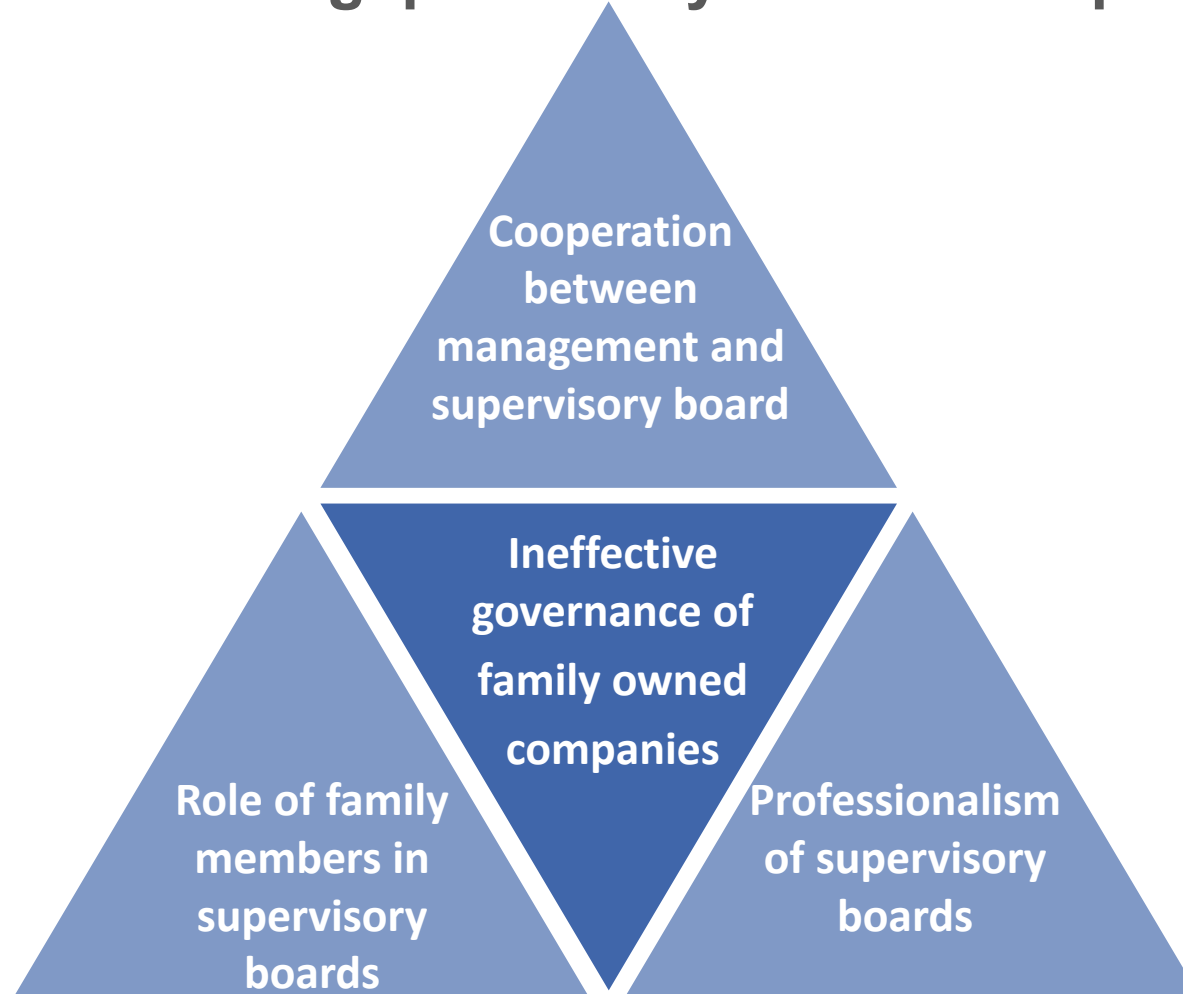 Cooperation
between
management and
supervisory board
Ineffective
governance of
family owned
companies
Role of family
members in
supervisory
boards
Professionalism
of supervisory
boards